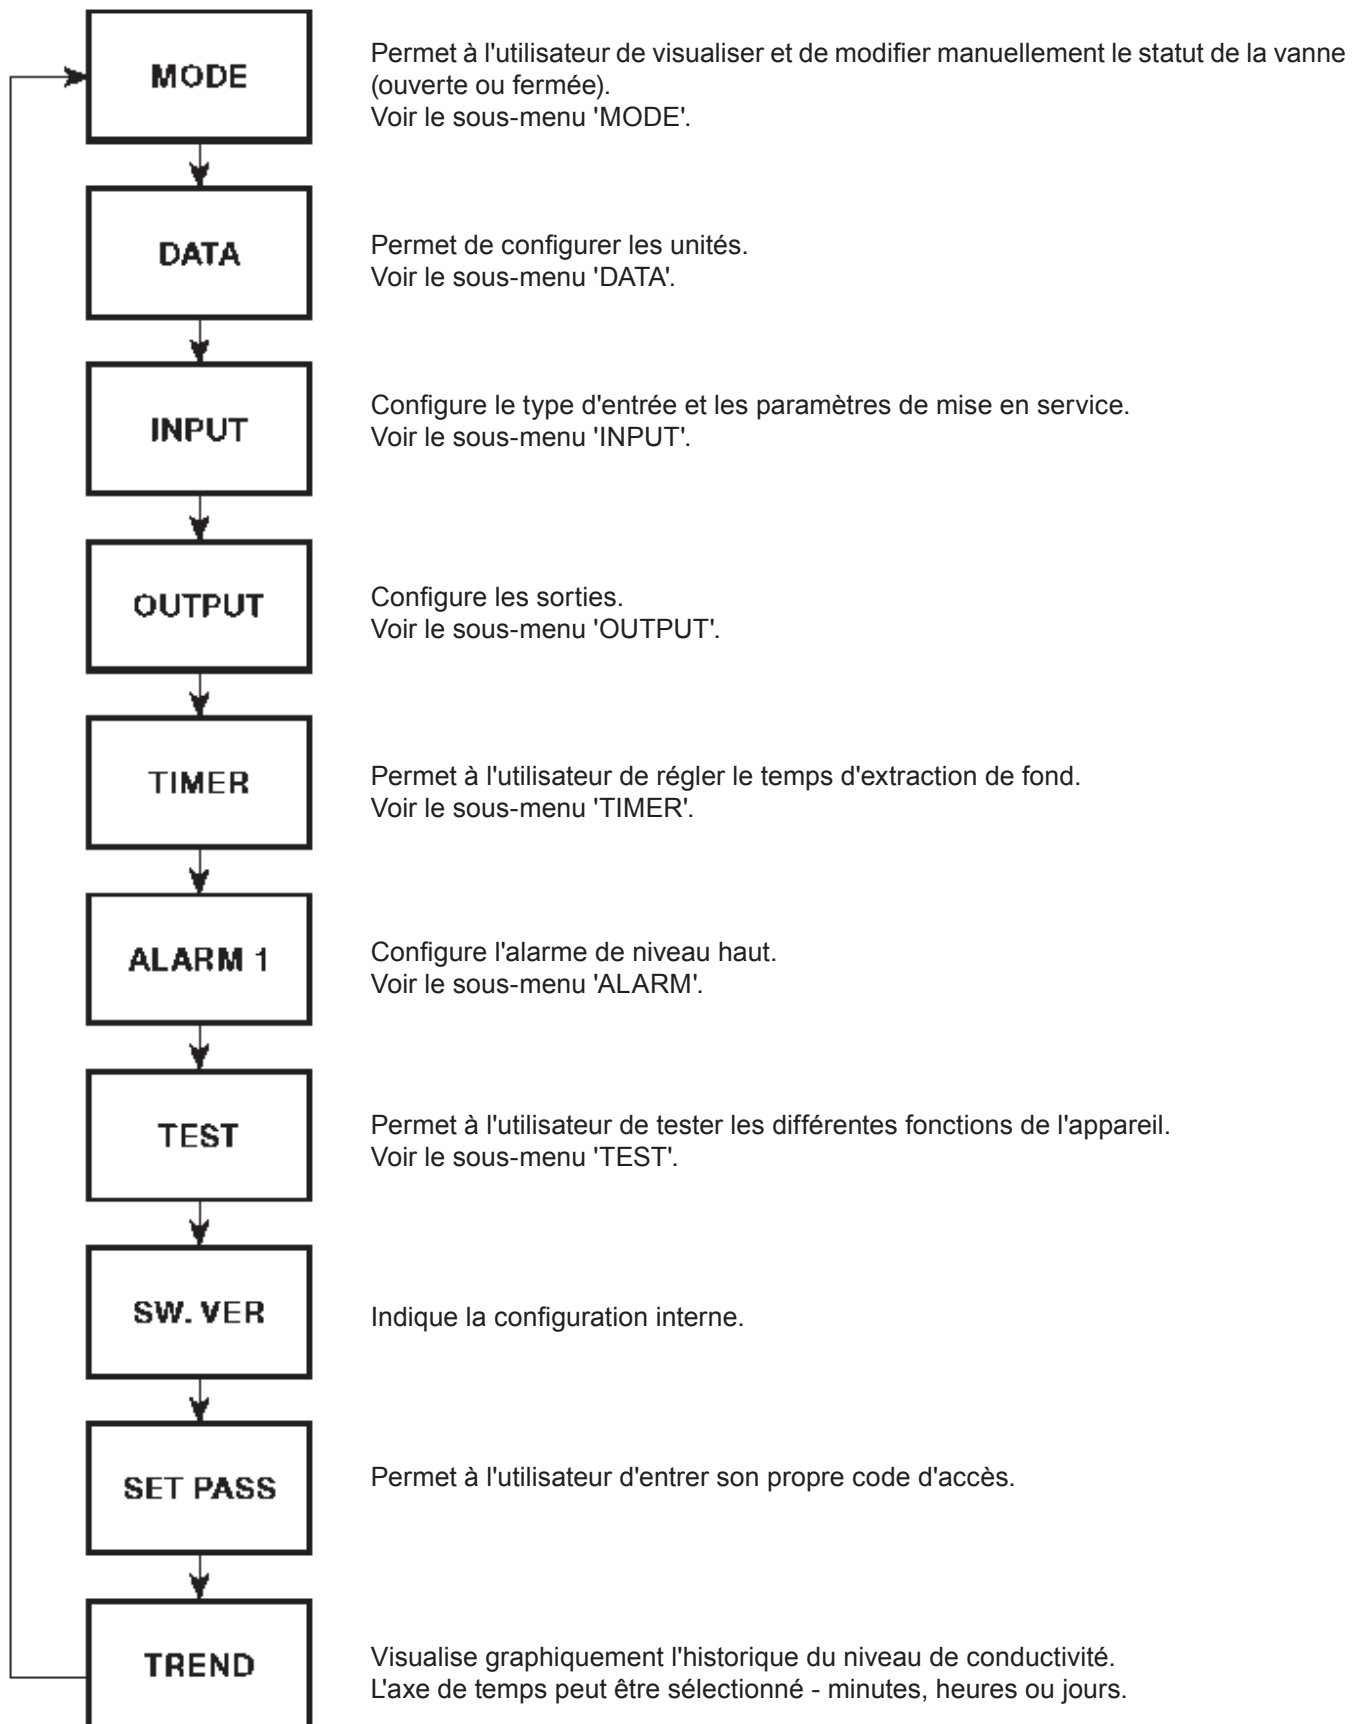 MODE
Permet à l'utilisateur de visualiser et de modifier manuellement le statut de la vanne
(ouverte ou fermée).
Voir le sous-menu 'MODE'.
DATA
Permet de configurer les unités.
Voir le sous-menu 'DATA'.
INPUT
Configure le type d'entrée et les paramètres de mise en service.
Voir le sous-menu 'INPUT'.
OUTPUT
Configure les sorties.
Voir le sous-menu 'OUTPUT'.
TIMER
Permet à l'utilisateur de régler le temps d'extraction de fond.
Voir le sous-menu 'TIMER'.
ALARM 1
Configure l'alarme de niveau haut.
Voir le sous-menu 'ALARM'.
TEST
Permet à l'utilisateur de tester les différentes fonctions de l'appareil.
Voir le sous-menu 'TEST'.
SW. VER
Indique la configuration interne.
SET PASS
Permet à l'utilisateur d'entrer son propre code d'accès.
TREND
Visualise graphiquement l'historique du niveau de conductivité.
L'axe de temps peut être sélectionné - minutes, heures ou jours.